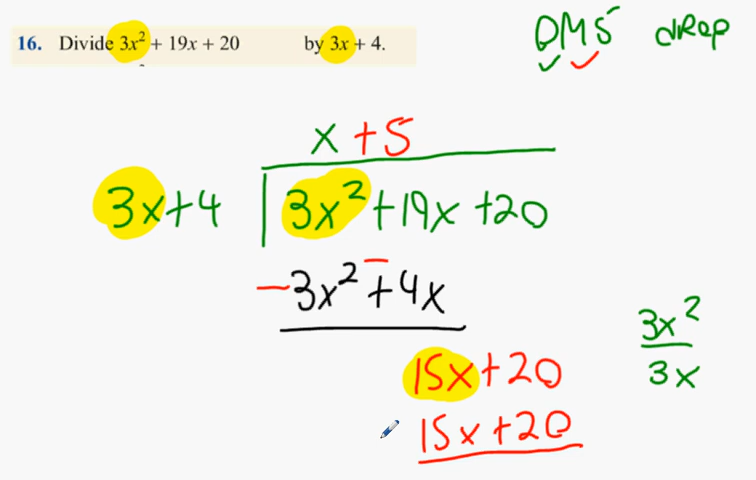 16. Divide 3x² + 19x + 20 by 3x + 4.
DMS drop
x + 5
3x+4 3x²+19x+20
−3x² + 4x
3x²
3x
15x+20
15x+20